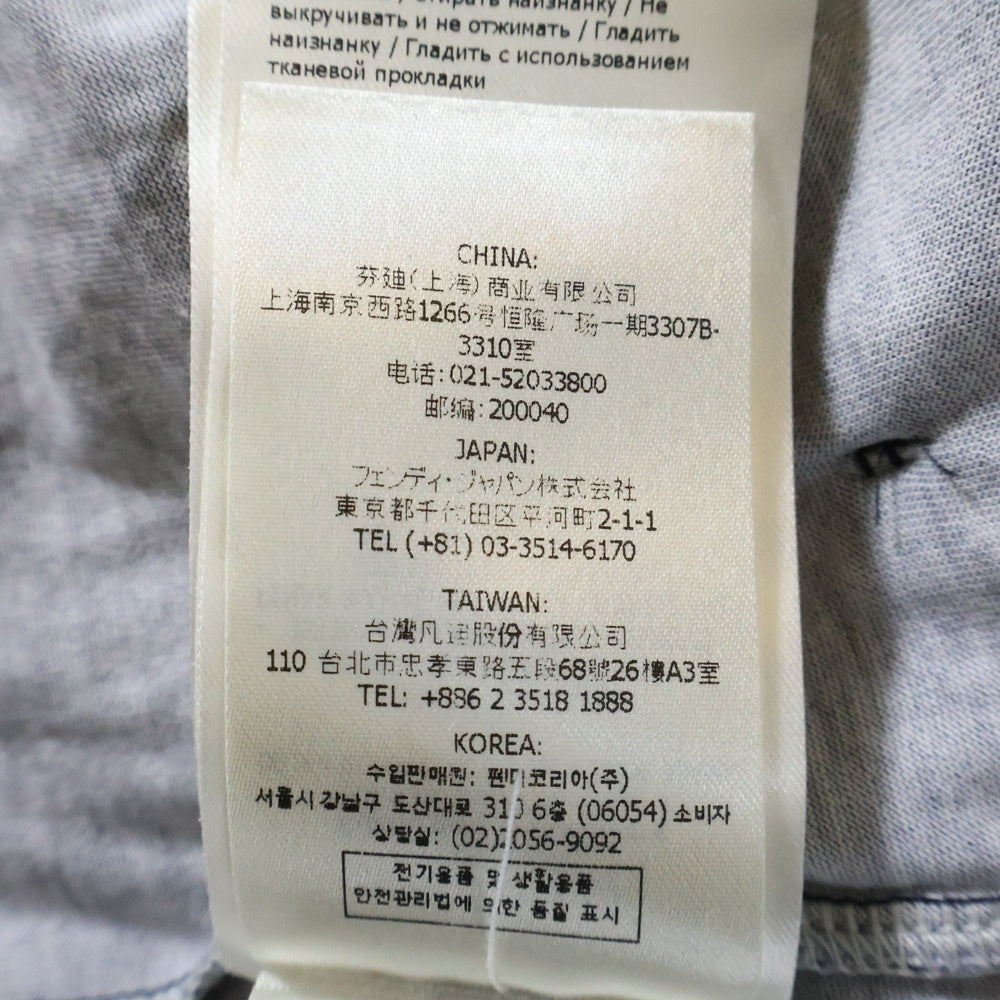 Стирать наизнанку / Не
выкручивать и не отжимать / Гладить
наизнанку / Гладить с использованием
тканевой прокладки
CHINA:
芬迪(上海) 商业有限公司
上海南京西路1266号恒隆广场一期3307B-
3310室
电话:021-52033800
邮编:200040
JAPAN:
フェンディ・ジャパン株式会社
東京都千代田区平河町2-1-1
TEL (+81) 03-3514-6170
TAIWAN:
台灣凡迪股份有限公司
110 台北市忠孝東路五段68號26樓A3室
TEL: +886 2 3518 1888
KOREA:
수입판매원: 펜디코리아(주)
서울시 강남구 도산대로 310 6층 (06054) 소비자
상담실: (02)2056-9092
전기용품 및 생활용품
안전관리법에 의한 품질 표시